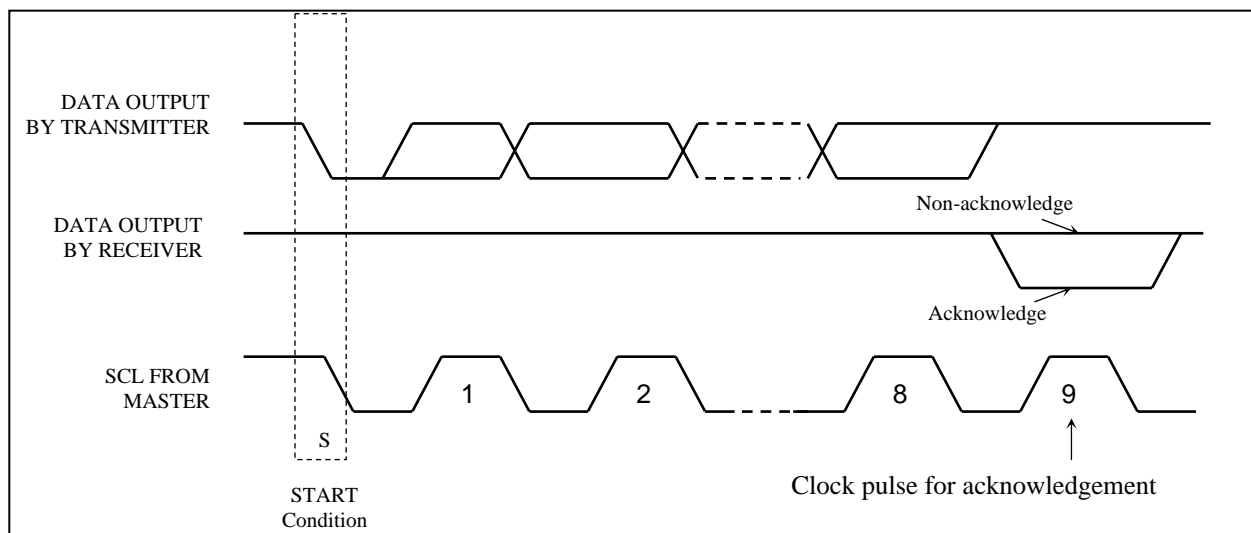 DATA OUTPUT
BY TRANSMITTER
Non-acknowledge
DATA OUTPUT
BY RECEIVER
Acknowledge
SCL FROM
MASTER
1
2
8
9
S
START
Condition
Clock pulse for acknowledgement